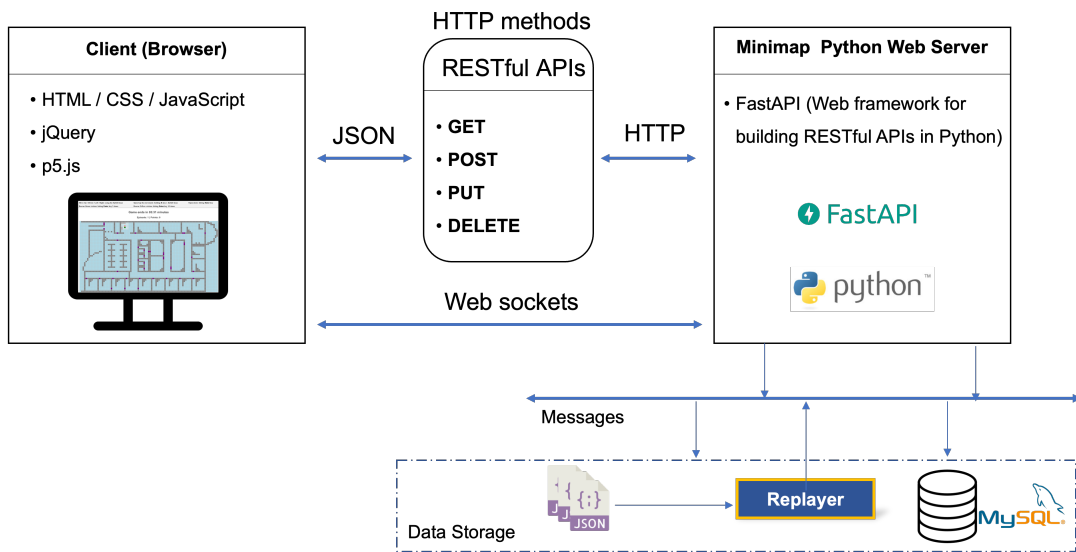 HTTP methods
Client (Browser)
• HTML / CSS / JavaScript
• jQuery
• p5.js
JSON
RESTful APIs
• GET
• POST
• PUT
• DELETE
HTTP
Minimap Python Web Server
• FastAPI (Web framework for
building RESTful APIs in Python)
FastAPI
python™
Web sockets
Messages
Data Storage
{;}
JSON
Replayer
MySQL®